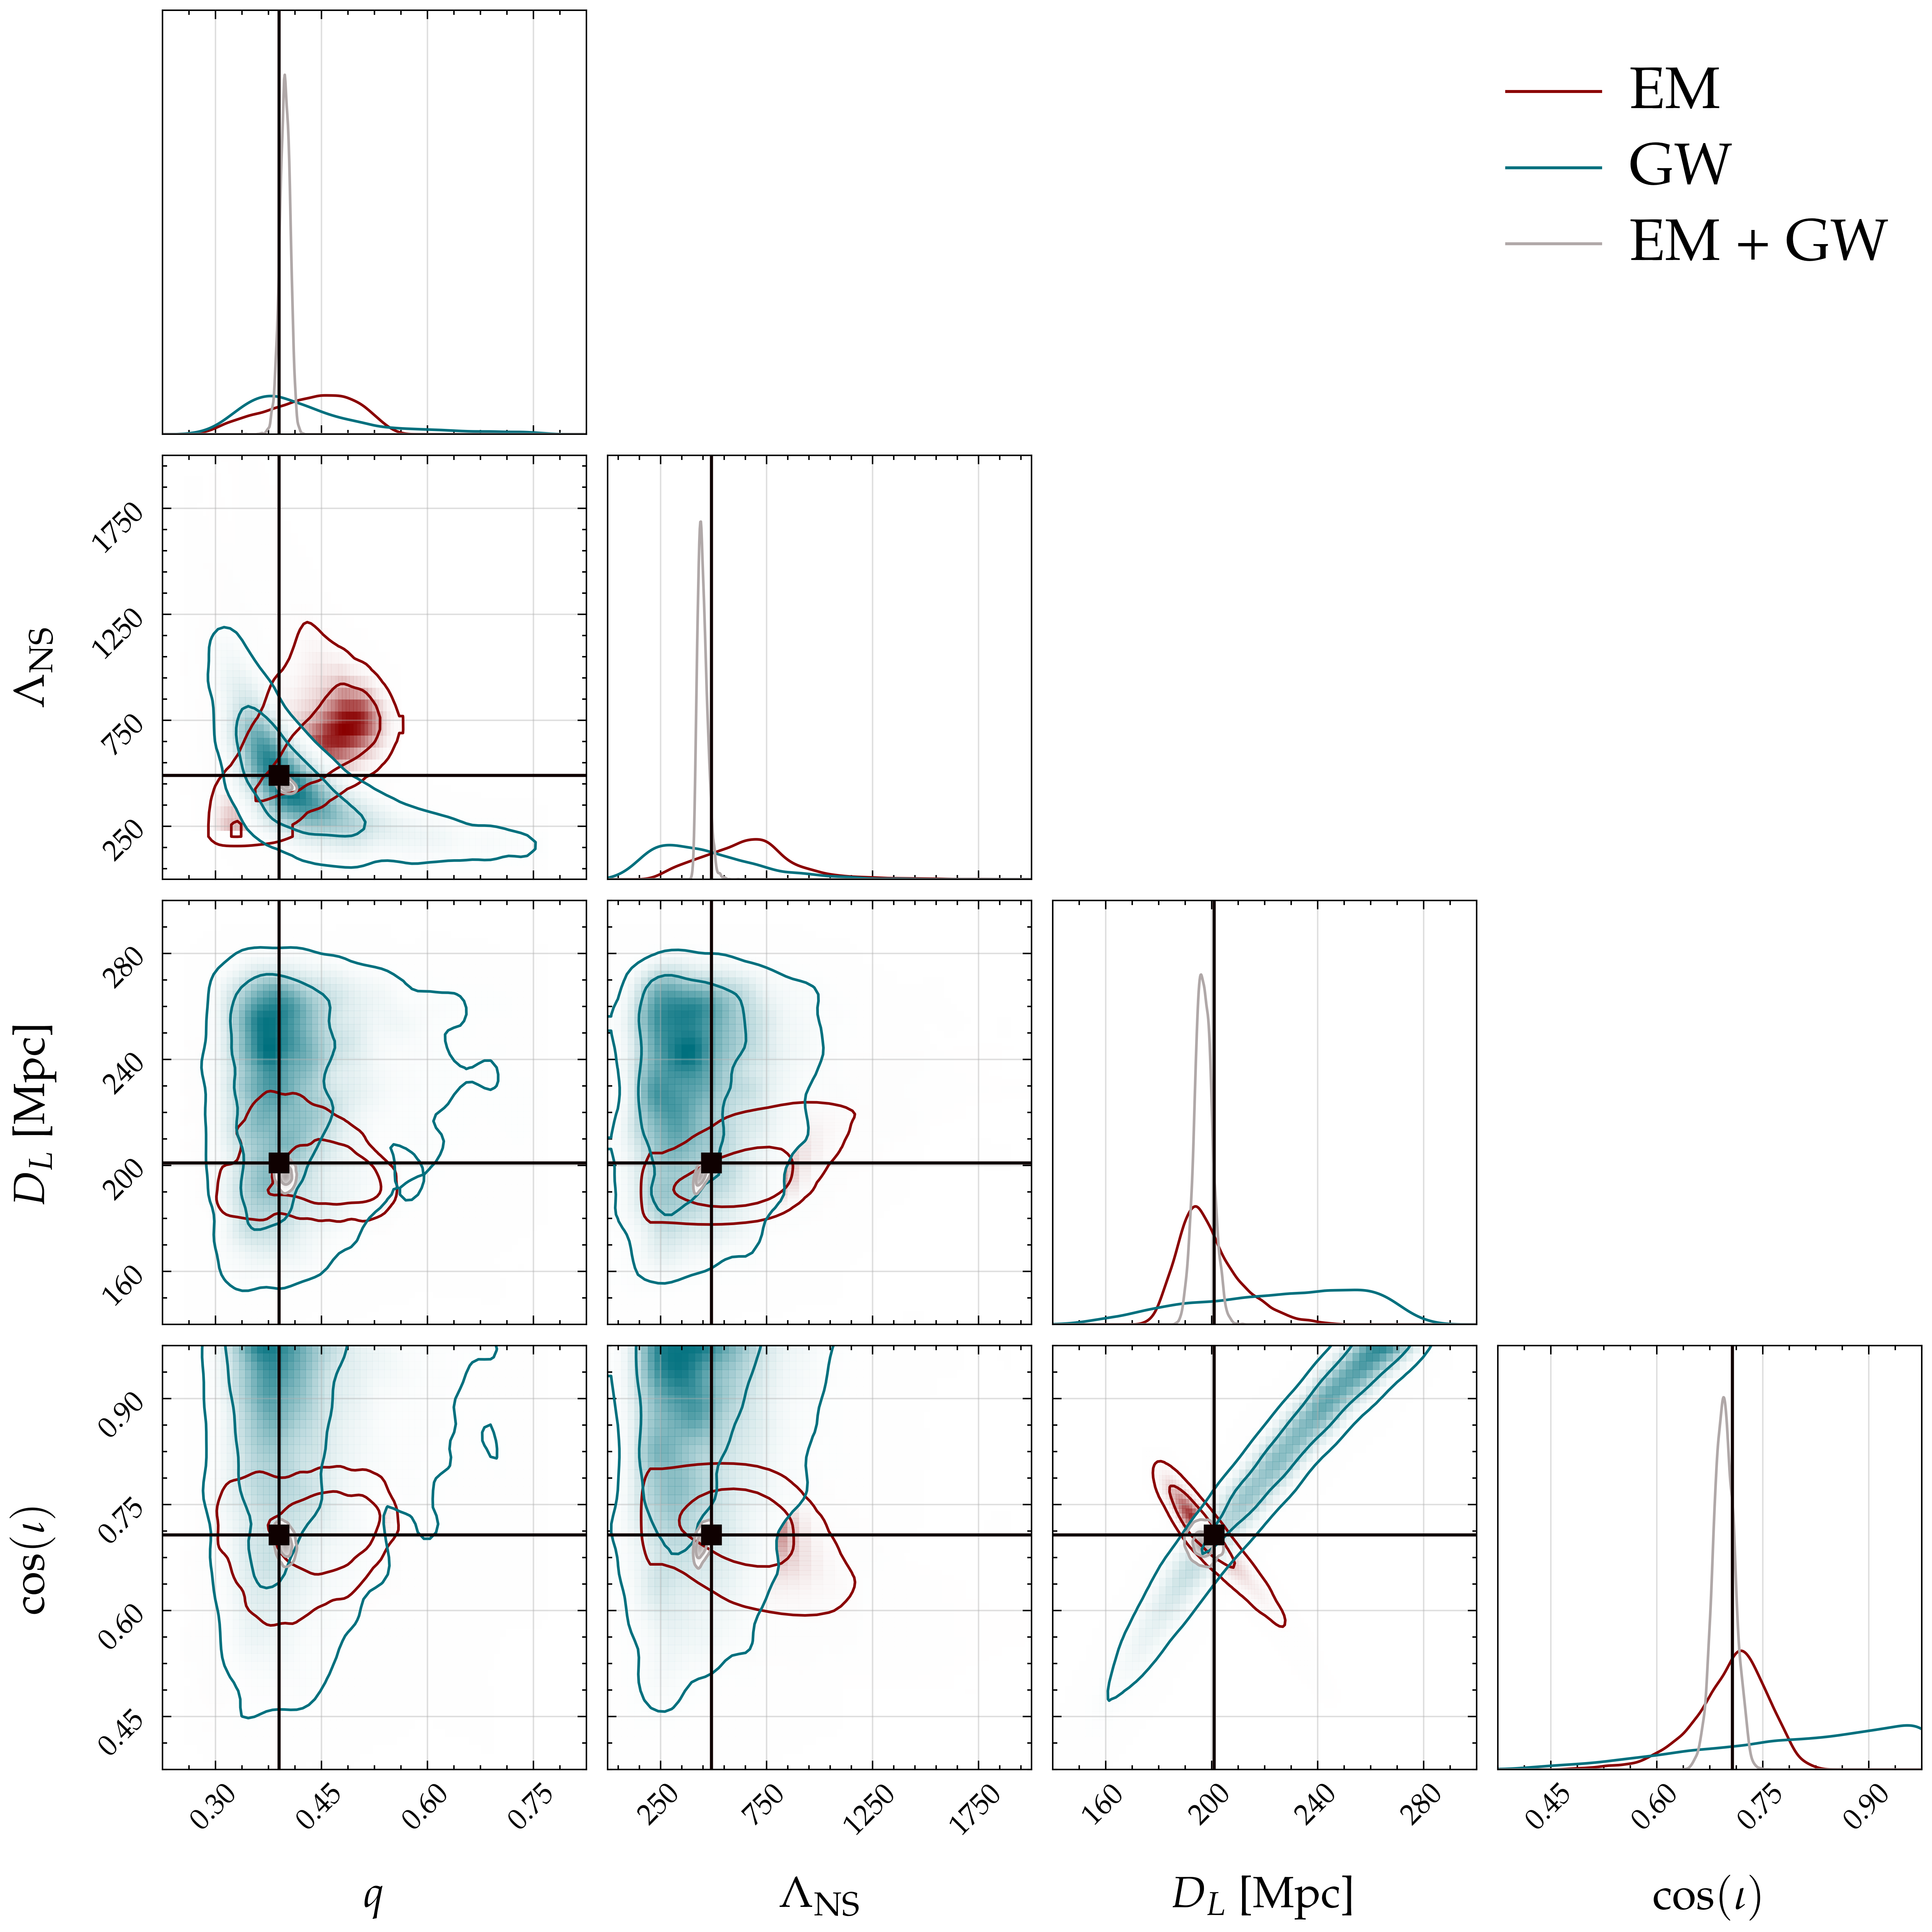 EM
GW
EM + GW
Λ_NS
1750
1250
750
250
D_L [Mpc]
280
240
200
160
cos(ι)
0.90
0.75
0.60
0.45
0.30 0.45 0.60 0.75
250 750 1250 1750
160 200 240 280
0.45 0.60 0.75 0.90
q
Λ_NS
D_L [Mpc]
cos(ι)